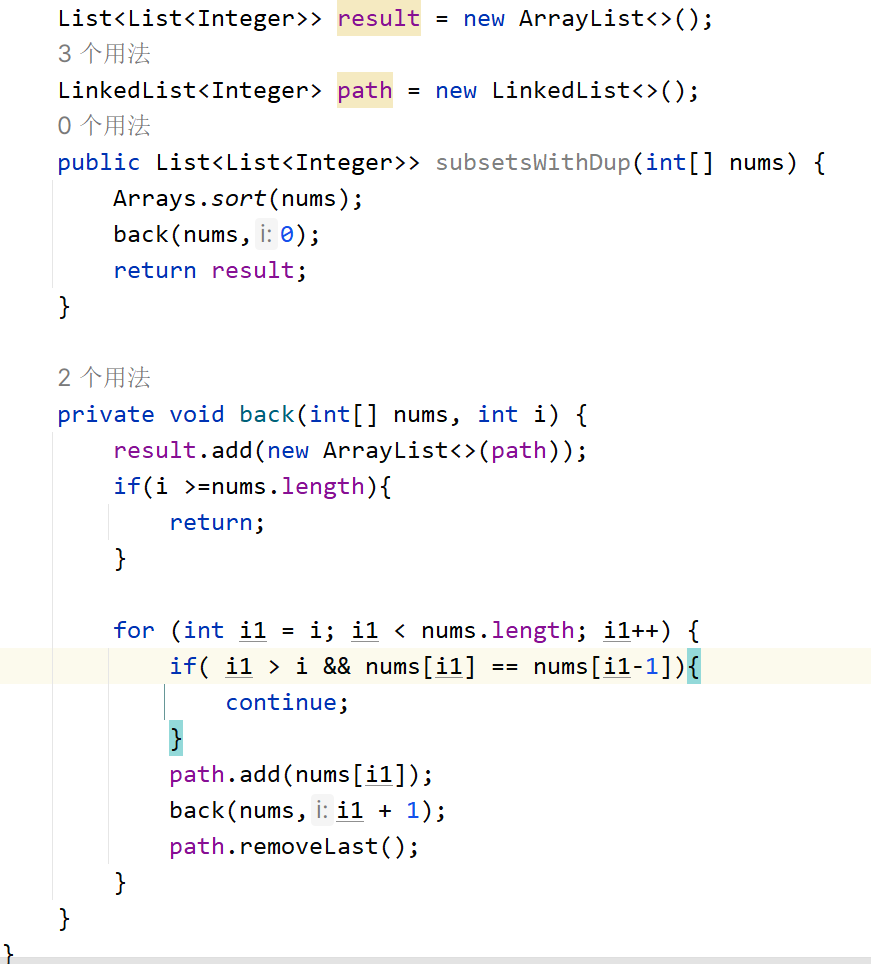 List<List<Integer>> result = new ArrayList<>();
3 个用法
LinkedList<Integer> path = new LinkedList<>();
0 个用法
public List<List<Integer>> subsetsWithDup(int[] nums) {
Arrays.sort(nums);
back(nums, i: 0);
return result;
}
2 个用法
private void back(int[] nums, int i) {
result.add(new ArrayList<>(path));
if(i >=nums.length){
return;
}
for (int i1 = i; i1 < nums.length; i1++) {
if( i1 > i && nums[i1] == nums[i1-1]){
continue;
}
path.add(nums[i1]);
back(nums, i: i1 + 1);
path.removeLast();
}
}
}